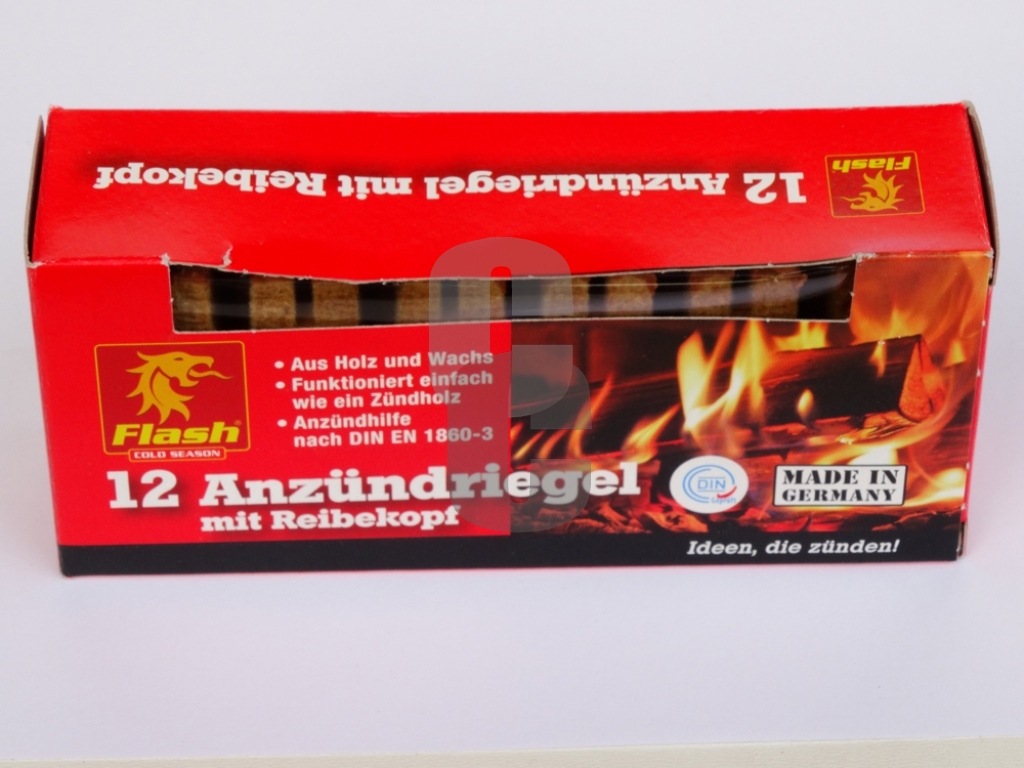 12 Anzündriegel mit Reibekopf
Flash
Flash
COLD SEASON
• Aus Holz und Wachs
• Funktioniert einfach
wie ein Zündholz
• Anzündhilfe
nach DIN EN 1860-3
12 Anzündriegel
mit Reibekopf
DIN
MADE IN
GERMANY
Ideen, die zünden!